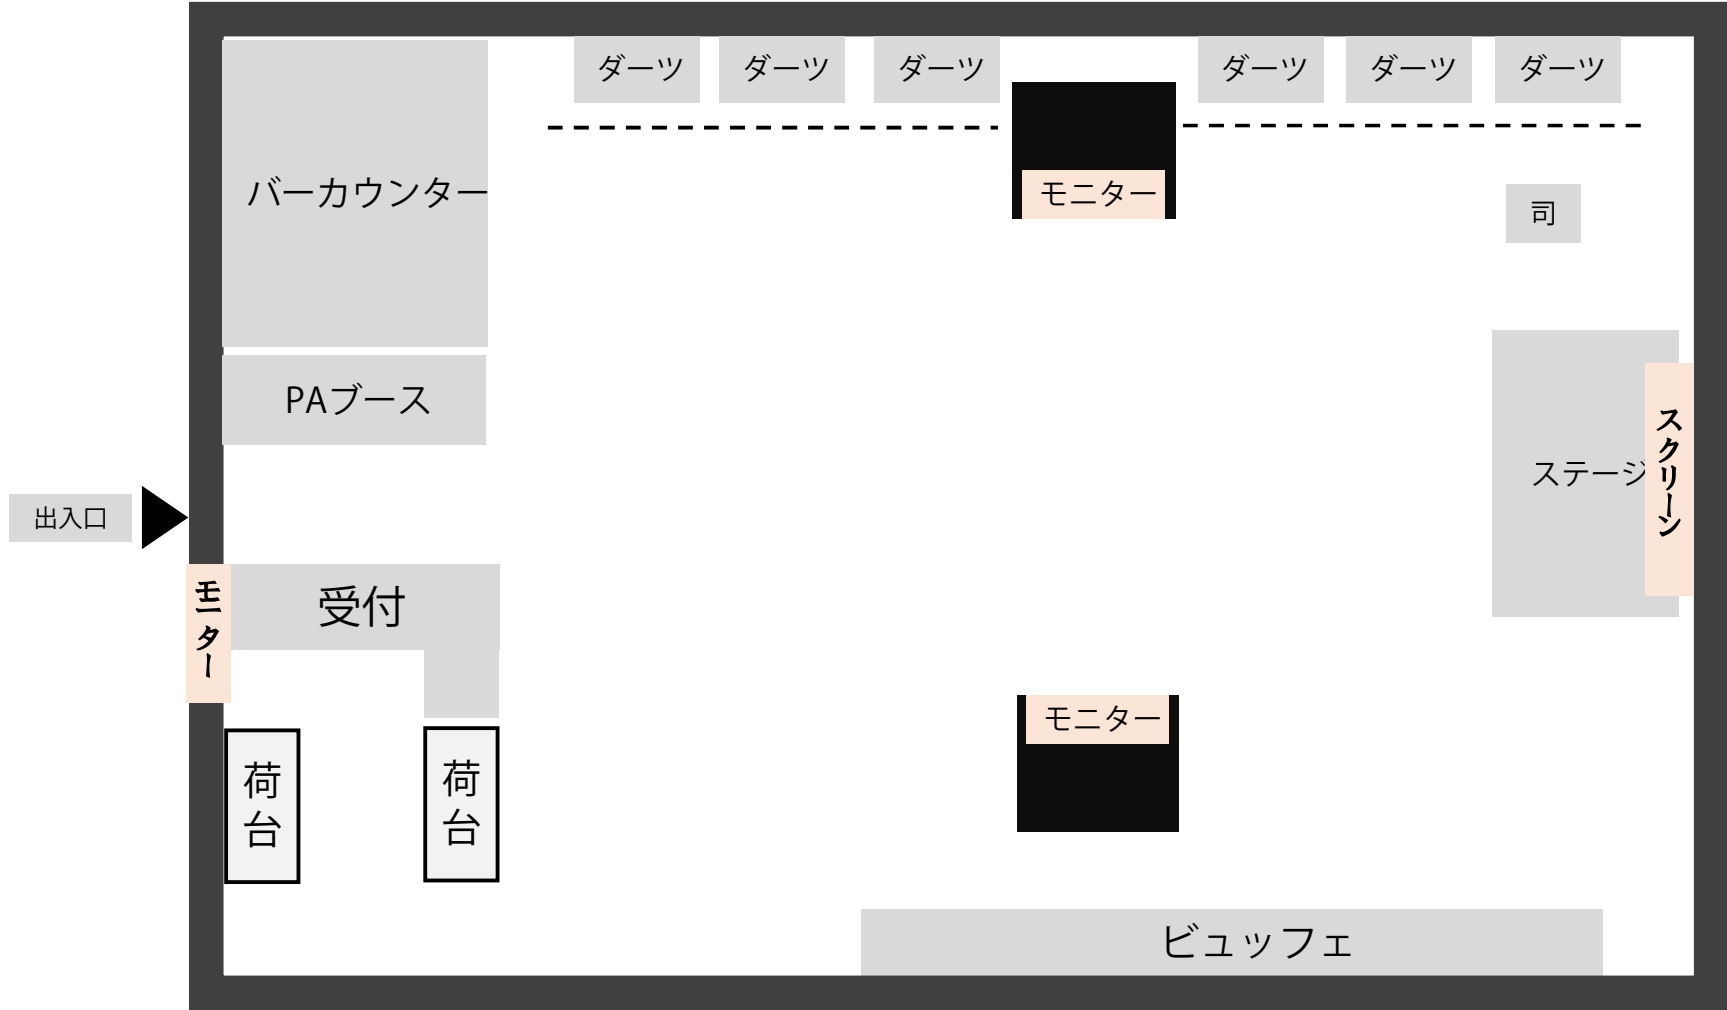 ダーツ
ダーツ
ダーツ
ダーツ
ダーツ
ダーツ
バーカウンター
モニター
司
PAブース
ステージ
スクリーン
出入口
受付
モニター
モニター
荷台
荷台
ビュッフェ